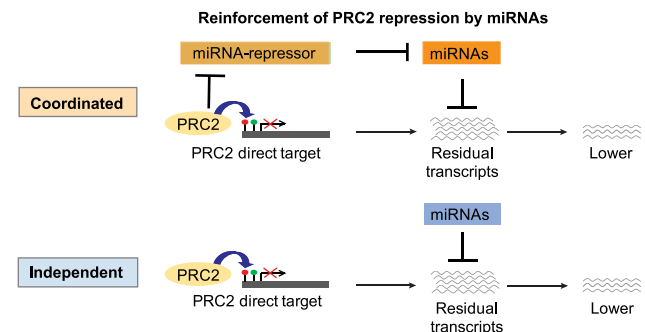 Reinforcement of PRC2 repression by miRNAs
miRNA-repressor
miRNAs
Coordinated
PRC2
PRC2 direct target
Residual
transcripts
Lower
miRNAs
Independent
PRC2
PRC2 direct target
Residual
transcripts
Lower